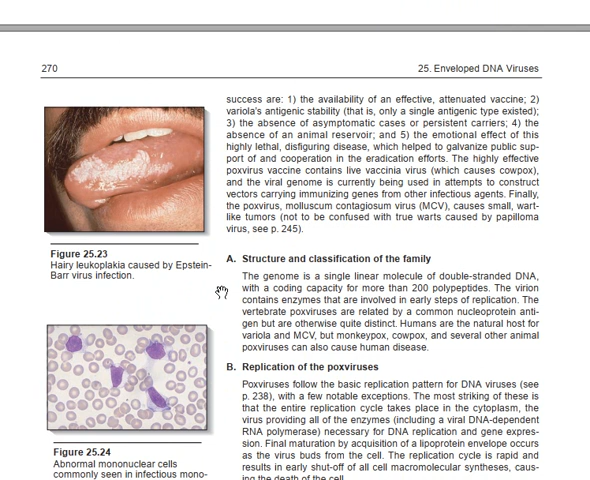 270
25. Enveloped DNA Viruses
success are: 1) the availability of an effective, attenuated vaccine; 2)
variola's antigenic stability (that is, only a single antigenic type existed);
3) the absence of asymptomatic cases or persistent carriers; 4) the
absence of an animal reservoir; and 5) the emotional effect of this
highly lethal, disfiguring disease, which helped to galvanize public sup-
port of and cooperation in the eradication efforts. The highly effective
poxvirus vaccine contains live vaccinia virus (which causes cowpox),
and the viral genome is currently being used in attempts to construct
vectors carrying immunizing genes from other infectious agents. Finally,
the poxvirus, molluscum contagiosum virus (MCV), causes small, wart-
like tumors (not to be confused with true warts caused by papilloma
virus, see p. 245).
Figure 25.23
Hairy leukoplakia caused by Epstein-
Barr virus infection.
A. Structure and classification of the family
The genome is a single linear molecule of double-stranded DNA,
with a coding capacity for more than 200 polypeptides. The virion
contains enzymes that are involved in early steps of replication. The
vertebrate poxviruses are related by a common nucleoprotein anti-
gen but are otherwise quite distinct. Humans are the natural host for
variola and MCV, but monkeypox, cowpox, and several other animal
poxviruses can also cause human disease.
B. Replication of the poxviruses
Poxviruses follow the basic replication pattern for DNA viruses (see
p. 238), with a few notable exceptions. The most striking of these is
that the entire replication cycle takes place in the cytoplasm, the
virus providing all of the enzymes (including a viral DNA-dependent
RNA polymerase) necessary for DNA replication and gene expres-
sion. Final maturation by acquisition of a lipoprotein envelope occurs
as the virus buds from the cell. The replication cycle is rapid and
results in early shut-off of all cell macromolecular syntheses, caus-
ing the death of the cell.
Figure 25.24
Abnormal mononuclear cells
commonly seen in infectious mono-